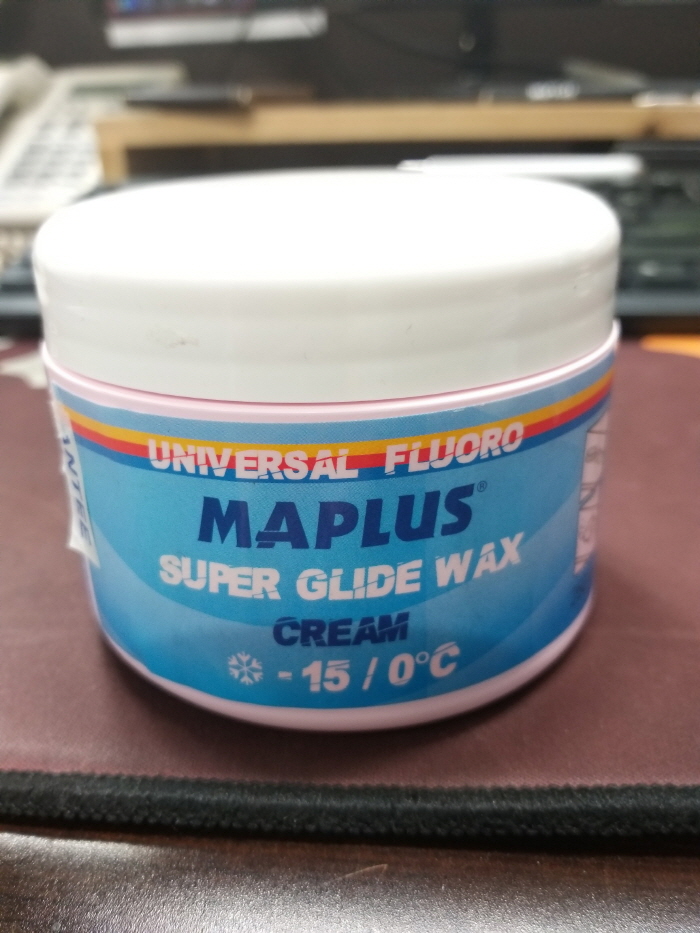 UNIVERSAL FLUORO
MAPLUS®
SUPER GLIDE WAX
CREAM
-15 / 0°C